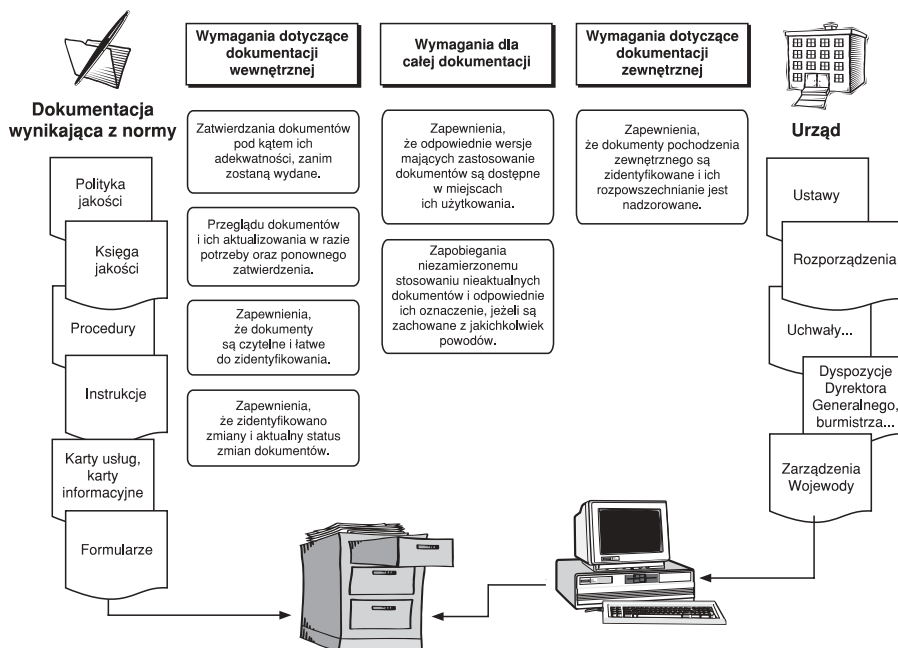 Dokumentacja
wynikająca z normy
Polityka
jakości
Księga
jakości
Procedury
Instrukcje
Karty usług,
karty
informacyjne
Formularze
Wymagania dotyczące
dokumentacji
wewnętrznej
Zatwierdzania dokumentów
pod kątem ich
adekwatności, zanim
zostaną wydane.
Przeglądu dokumentów
i ich aktualizowania w razie
potrzeby oraz ponownego
zatwierdzenia.
Zapewnienia,
że dokumenty
są czytelne i łatwe
do zidentyfikowania.
Zapewnienia,
że zidentyfikowano
zmiany i aktualny status
zmian dokumentów.
Wymagania dla
całej dokumentacji
Zapewnienia,
że odpowiednie wersje
mających zastosowanie
dokumentów są dostępne
w miejscach
ich użytkowania.
Zapobiegania
niezamierzonemu
stosowaniu nieaktualnych
dokumentów i odpowiednie
ich oznaczenie, jeżeli są
zachowane z jakichkolwiek
powodów.
Wymagania dotyczące
dokumentacji
zewnętrznej
Zapewnienia,
że dokumenty pochodzenia
zewnętrznego są
zidentyfikowane i ich
rozpowszechnianie jest
nadzorowane.
Urząd
Ustawy
Rozporządzenia
Uchwały...
Dyspozycje
Dyrektora
Generalnego,
burmistrza...
Zarządzenia
Wojewody